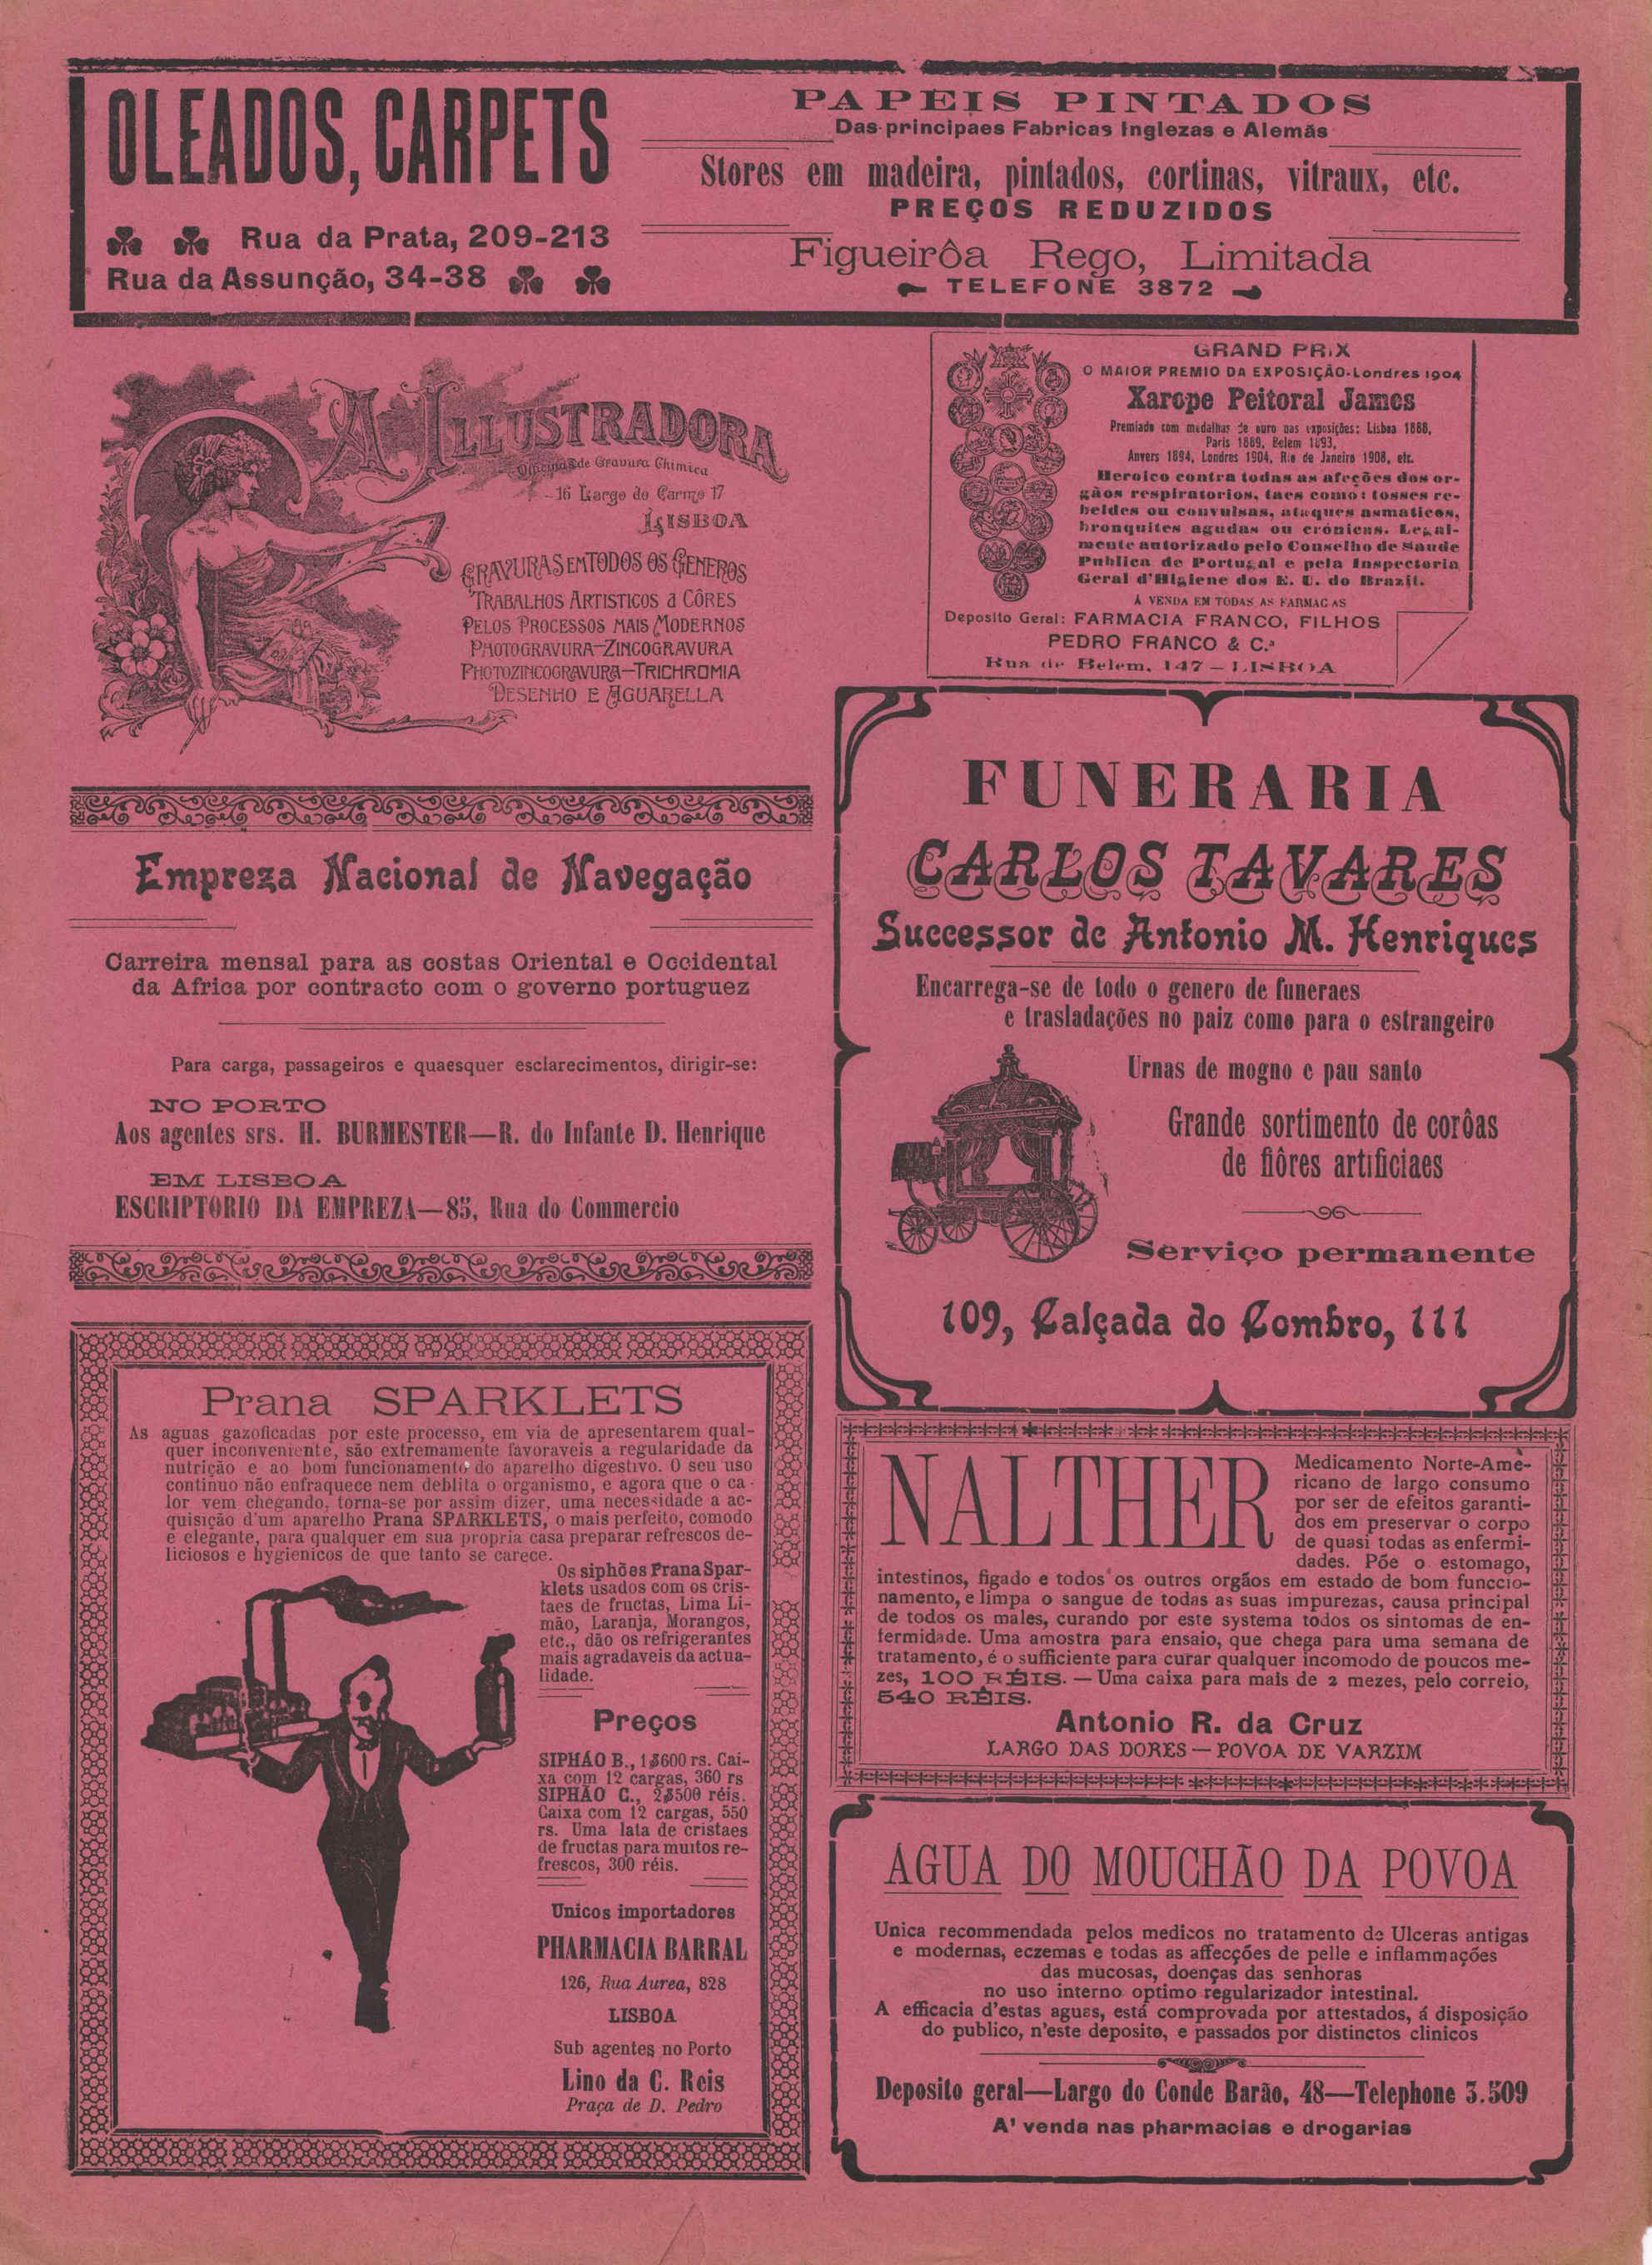 OLEADOS, CARPETS
Rua da Prata, 209-213
Rua da Assunção, 34-38
PAPEIS PINTADOS
Das principaes Fabricas Inglezas e Alemãs
Stores em madeira, pintados, cortinas, vitraux, etc.
PREÇOS REDUZIDOS
Figueirôa Rego, Limitada
TELEFONE 3872
A ILLUSTRADORA
Officina de Gravura Chimica
16 Largo do Carmo 17
LISBOA
GRAVURAS EM TODOS OS GENEROS
TRABALHOS ARTISTICOS a CÔRES
PELOS PROCESSOS MAIS MODERNOS
PHOTOGRAVURA—ZINCOGRAVURA
PHOTOZINCOGRAVURA—TRICHROMIA
DESENHO E AGUARELLA
GRAND PRIX
O MAIOR PREMIO DA EXPOSIÇÃO-Londres 1904
Xarope Peitoral James
Premiado com medalhas de ouro nas exposições: Lisboa 1888,
Paris 1889, Belem 1893,
Anvers 1894, Londres 1904, Rio de Janeiro 1908, etc.
Heroico contra todas as afecções dos or-
gãos respiratorios, taes como: tosses re-
beldes ou convulsas, ataques asmaticos,
bronquites agudas ou crónicas. Legal-
mente autorizado pelo Conselho de Saude
Publica de Portugal e pela Inspectoria
Geral d'Higiene dos E. U. do Brazil.
Á VENDA EM TODAS AS FARMACIAS
Deposito Geral: FARMACIA FRANCO, FILHOS
PEDRO FRANCO & C.ª
Rua de Belem, 147 — LISBOA
Empreza Nacional de Navegação
Carreira mensal para as costas Oriental e Occidental
da Africa por contracto com o governo portuguez
Para carga, passageiros e quaesquer esclarecimentos, dirigir-se:
NO PORTO
Aos agentes srs. H. BURMESTER—R. do Infante D. Henrique
EM LISBOA
ESCRIPTORIO DA EMPREZA—85, Rua do Commercio
FUNERARIA
CARLOS TAVARES
Successor de Antonio M. Henriques
Encarrega-se de todo o genero de funeraes
e trasladações no paiz como para o estrangeiro
Urnas de mogno e pau santo
Grande sortimento de corôas
de flôres artificiaes
Serviço permanente
109, Calçada do Combro, 111
Prana SPARKLETS
As aguas gazoficadas por este processo, em via de apresentarem qual-
quer inconveniente, são extremamente favoraveis a regularidade da
nutrição e ao bom funcionamento do aparelho digestivo. O seu uso
continuo não enfraquece nem deblita o organismo, e agora que o ca-
lor vem chegando, torna-se por assim dizer, uma necessidade a ac-
quisição d'um aparelho Prana SPARKLETS, o mais perfeito, comodo
e elegante, para qualquer em sua propria casa preparar refrescos de-
liciosos e hygienicos de que tanto se carece.
Os siphões Prana Spar-
klets usados com os cris-
taes de fructas, Lima Li-
mão, Laranja, Morangos,
etc., dão os refrigerantes
mais agradaveis da actua-
lidade.
Preços
SIPHÃO B., 1$600 rs. Cai-
xa com 12 cargas, 360 rs
SIPHÃO C., 2$500 réis.
Caixa com 12 cargas, 550
rs. Uma lata de cristaes
de fructas para muitos re-
frescos, 300 réis.
Unicos importadores
PHARMACIA BARRAL
126, Rua Aurea, 828
LISBOA
Sub agentes no Porto
Lino da C. Reis
Praça de D. Pedro
NALTHER
Medicamento Norte-Ame-
ricano de largo consumo
por ser de efeitos garanti-
dos em preservar o corpo
de quasi todas as enfermi-
dades. Põe o estomago,
intestinos, figado e todos os outros orgãos em estado de bom funccio-
namento, e limpa o sangue de todas as suas impurezas, causa principal
de todos os males, curando por este systema todos os sintomas de en-
fermidade. Uma amostra para ensaio, que chega para uma semana de
tratamento, é o sufficiente para curar qualquer incomodo de poucos me-
zes, 100 RÉIS. — Uma caixa para mais de 2 mezes, pelo correio,
540 RÉIS.
Antonio R. da Cruz
LARGO DAS DORES — POVOA DE VARZIM
AGUA DO MOUCHÃO DA POVOA
Unica recommendada pelos medicos no tratamento de Ulceras antigas
e modernas, eczemas e todas as affecções de pelle e inflammações
das mucosas, doenças das senhoras
no uso interno optimo regularizador intestinal.
A efficacia d'estas agues, está comprovada por attestados, á disposição
do publico, n'este deposito, e passados por distinctos clinicos
Deposito geral—Largo do Conde Barão, 48—Telephone 3.509
A' venda nas pharmacias e drogarias